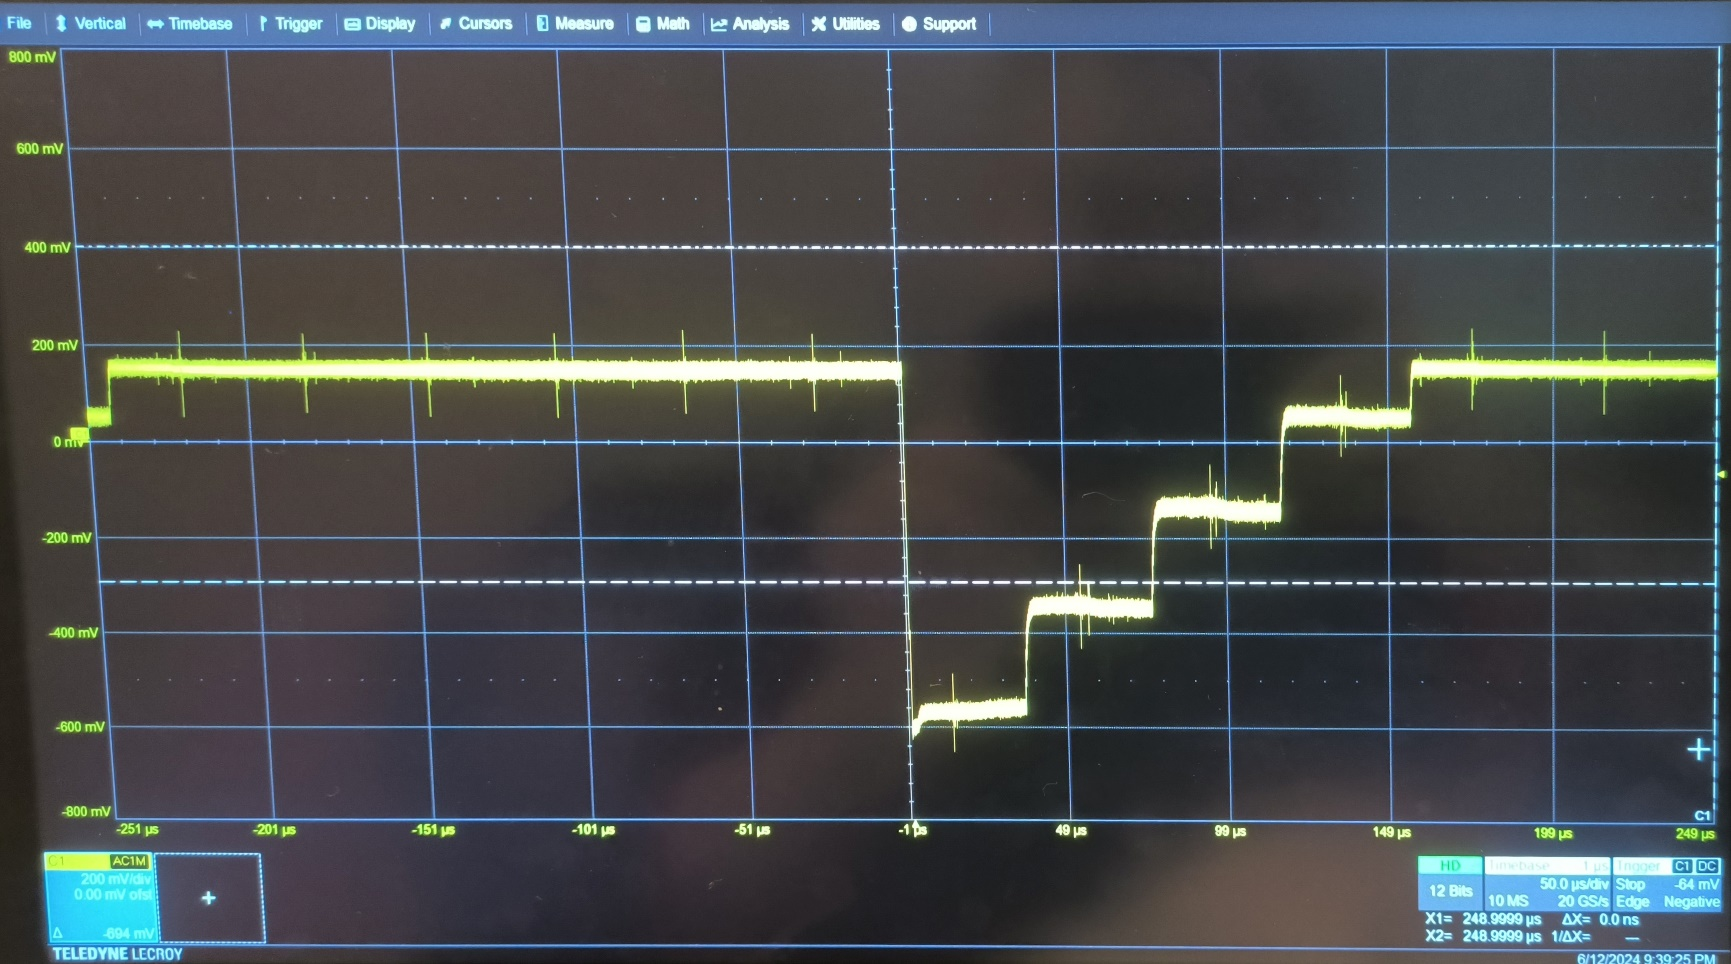 File Vertical Timebase Trigger Display Cursors Measure Math Analysis Utilities Support
800 mV
600 mV
400 mV
200 mV
0 mV
-200 mV
-400 mV
-600 mV
-800 mV
C1
-251 µs -201 µs -151 µs -101 µs -51 µs -1 µs 49 µs 99 µs 149 µs 199 µs 249 µs
C1 AC1M
200 mV/div
0.00 mV ofst
Δ -694 mV
+
HD
12 Bits
Timebase 1 µs
50.0 µs/div
10 MS 20 GS/s
Trigger C1 DC
Stop -64 mV
Edge Negative
X1= 248.9999 µs ΔX= 0.0 ns
X2= 248.9999 µs 1/ΔX= ---
TELEDYNE LECROY
6/12/2024 9:39:25 PM